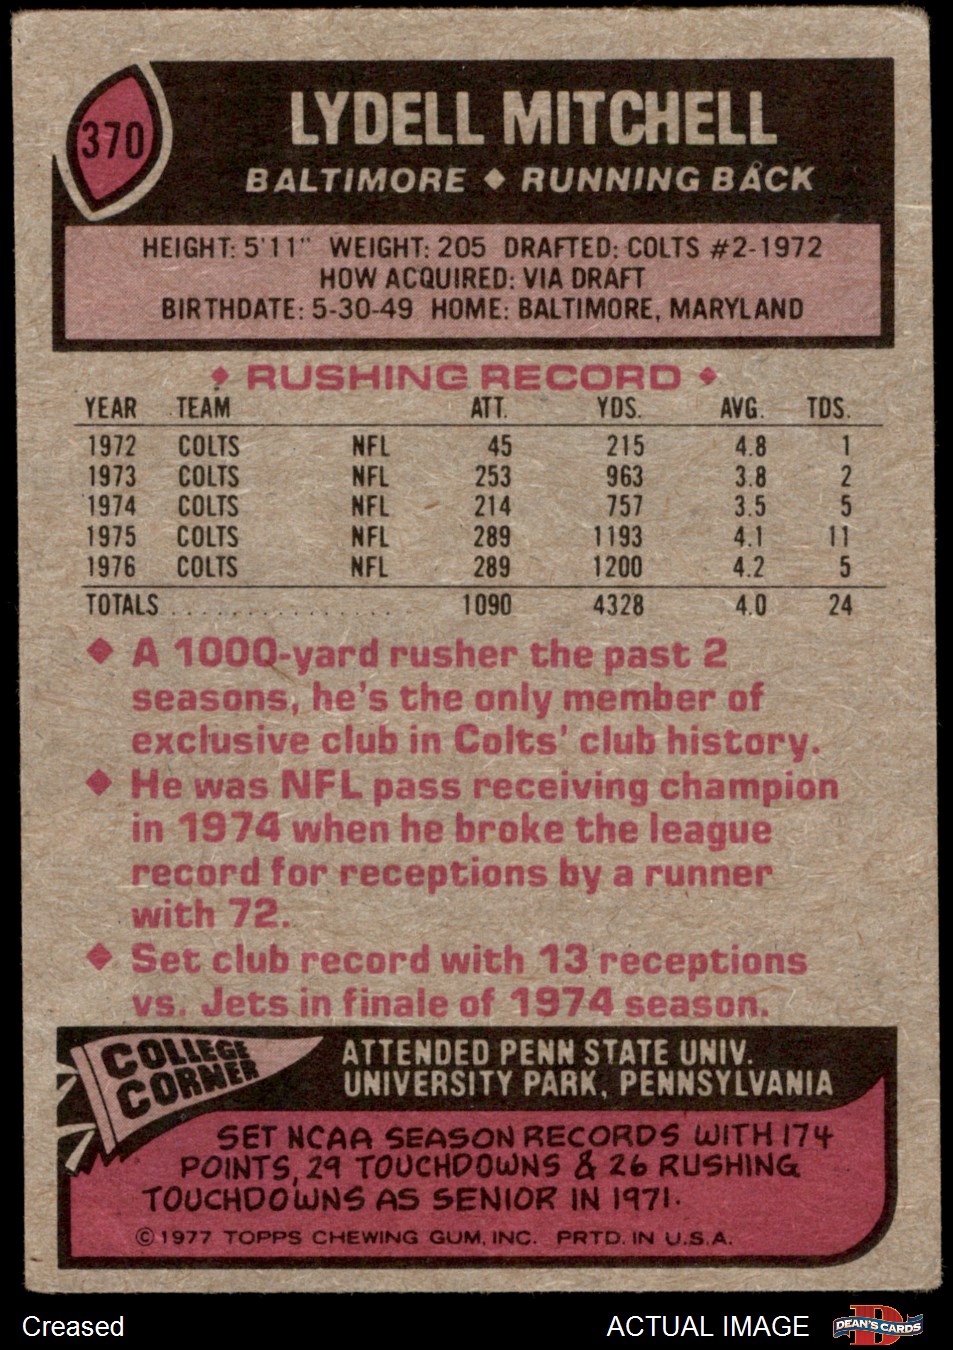 370
LYDELL MITCHELL
BALTIMORE ♦ RUNNING BACK
HEIGHT: 5'11" WEIGHT: 205 DRAFTED: COLTS #2-1972
HOW ACQUIRED: VIA DRAFT
BIRTHDATE: 5-30-49 HOME: BALTIMORE, MARYLAND
♦ RUSHING RECORD ♦
YEAR TEAM ATT. YDS. AVG. TDS.
1972 COLTS NFL 45 215 4.8 1
1973 COLTS NFL 253 963 3.8 2
1974 COLTS NFL 214 757 3.5 5
1975 COLTS NFL 289 1193 4.1 11
1976 COLTS NFL 289 1200 4.2 5
TOTALS . . . . . . . . . . . . . . . 1090 4328 4.0 24
♦ A 1000-yard rusher the past 2
seasons, he's the only member of
exclusive club in Colts' club history.
♦ He was NFL pass receiving champion
in 1974 when he broke the league
record for receptions by a runner
with 72.
♦ Set club record with 13 receptions
vs. Jets in finale of 1974 season.
COLLEGE
CORNER
ATTENDED PENN STATE UNIV.
UNIVERSITY PARK, PENNSYLVANIA
SET NCAA SEASON RECORDS WITH 174
POINTS, 29 TOUCHDOWNS & 26 RUSHING
TOUCHDOWNS AS SENIOR IN 1971.
©1977 TOPPS CHEWING GUM, INC. PRTD. IN U.S.A.
Creased
ACTUAL IMAGE
DEAN'S CARDS